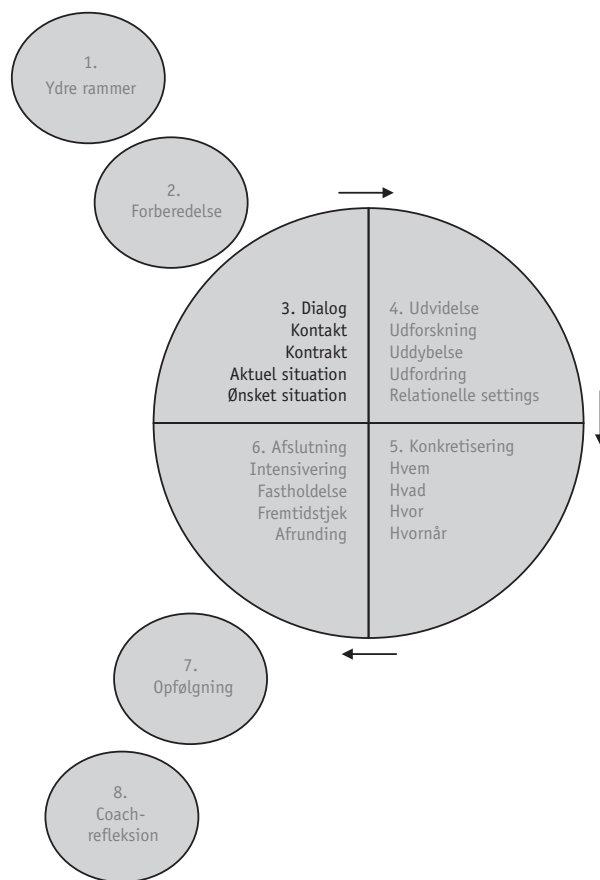 1.
Ydre rammer
2.
Forberedelse
3. Dialog
Kontakt
Kontrakt
Aktuel situation
Ønsket situation
4. Udvidelse
Udforskning
Uddybelse
Udfordring
Relationelle settings
5. Konkretisering
Hvem
Hvad
Hvor
Hvornår
6. Afslutning
Intensivering
Fastholdelse
Fremtidstjek
Afrunding
7.
Opfølgning
8.
Coach-
refleksion